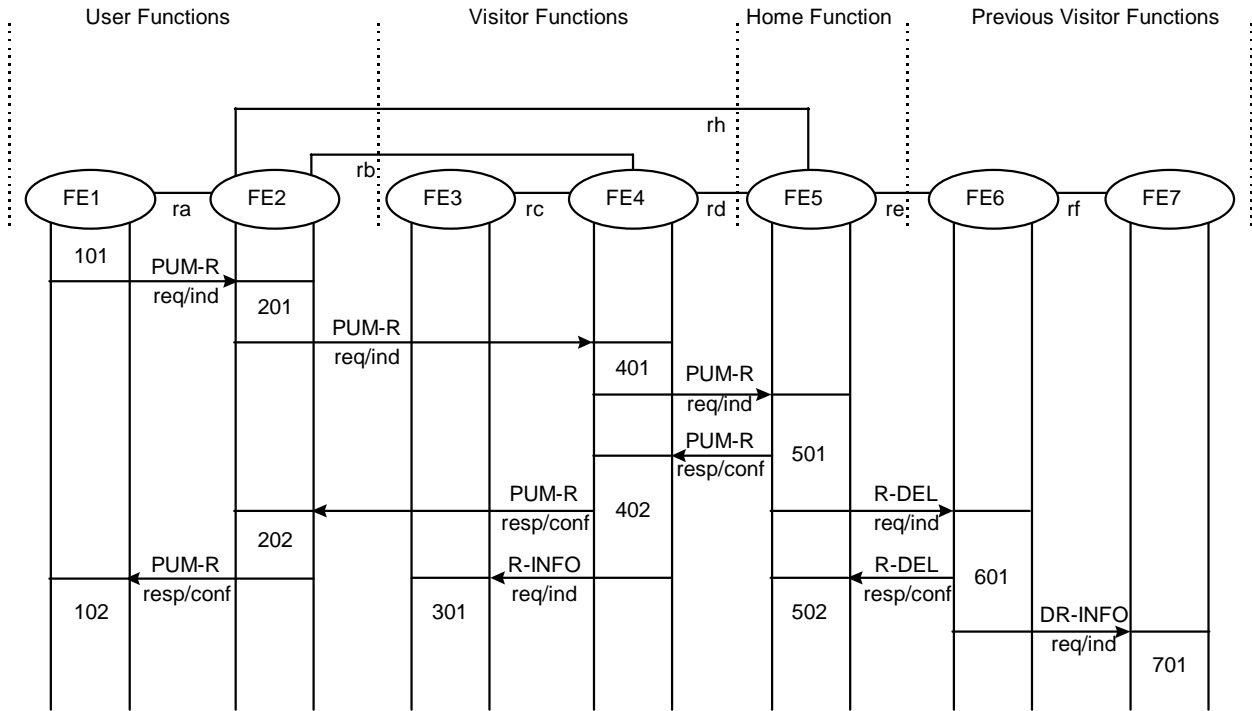 User Functions
Visitor Functions
Home Function
Previous Visitor Functions
rh
rb
FE1
ra
FE2
FE3
rc
FE4
rd
FE5
re
FE6
rf
FE7
101
PUM-R
req/ind
201
PUM-R
req/ind
401
PUM-R
req/ind
PUM-R
resp/conf
501
PUM-R
resp/conf
402
R-DEL
req/ind
202
PUM-R
resp/conf
R-INFO
req/ind
R-DEL
resp/conf
601
102
301
502
DR-INFO
req/ind
701